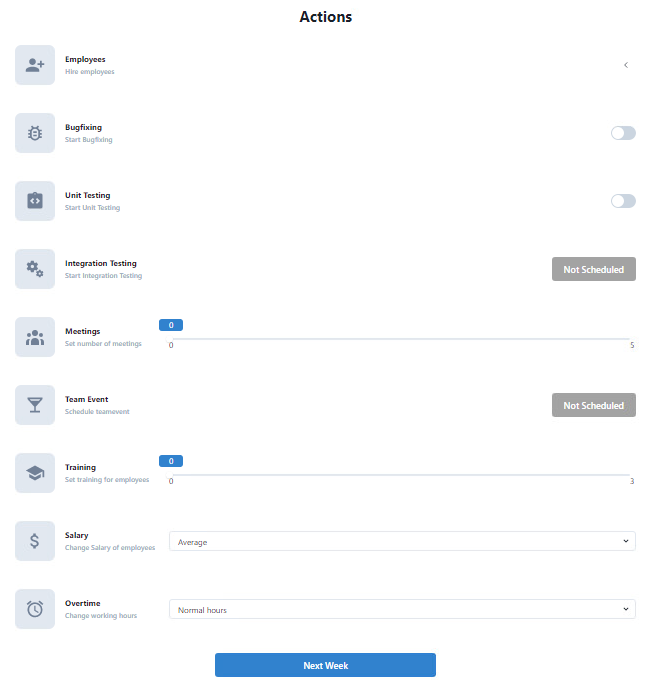 Actions
Employees
Hire employees
Bugfixing
Start Bugfixing
Unit Testing
Start Unit Testing
Integration Testing
Start Integration Testing
Not Scheduled
Meetings
Set number of meetings
0
0
5
Team Event
Schedule teamevent
Not Scheduled
Training
Set training for employees
0
0
3
Salary
Change Salary of employees
Average
Overtime
Change working hours
Normal hours
Next Week